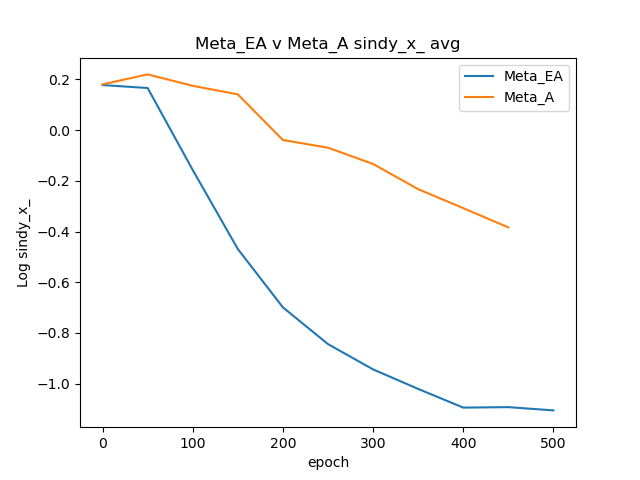 Meta_EA v Meta_A sindy_x_ avg
Meta_EA
Meta_A
0.2
0.0
−0.2
−0.4
−0.6
−0.8
−1.0
Log sindy_x_
0 100 200 300 400 500
epoch